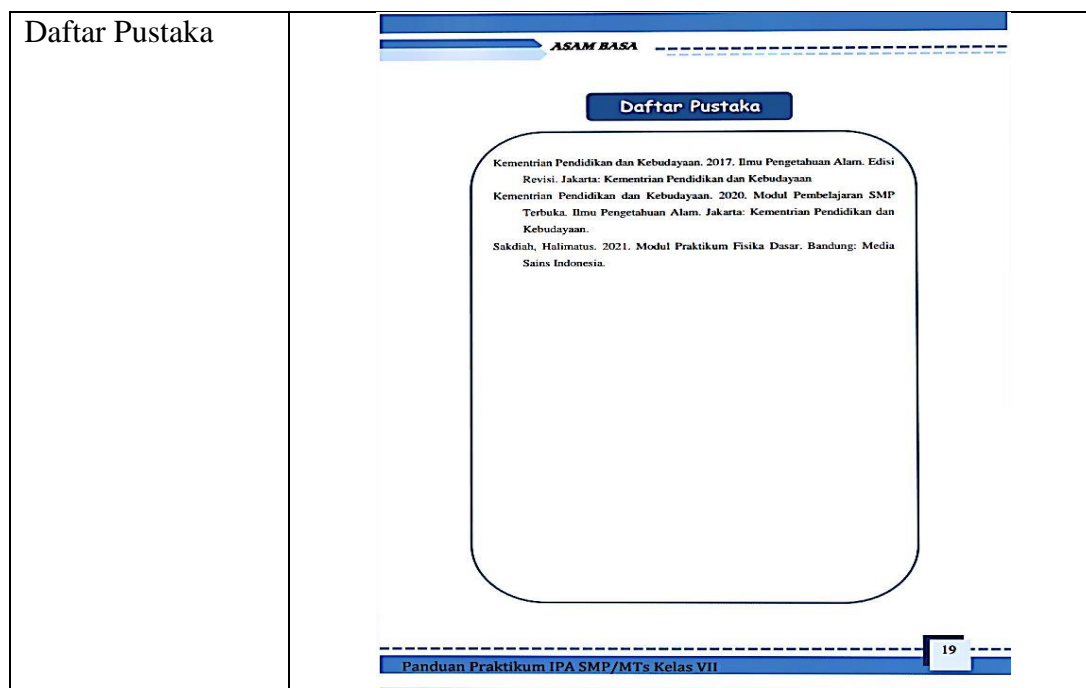 Daftar Pustaka
ASAM BASA
Daftar Pustaka
Kementrian Pendidikan dan Kebudayaan. 2017. Ilmu Pengetahuan Alam. Edisi
Revisi. Jakarta: Kementrian Pendidikan dan Kebudayaan
Kementrian Pendidikan dan Kebudayaan. 2020. Modul Pembelajaran SMP
Terbuka. Ilmu Pengetahuan Alam. Jakarta: Kementrian Pendidikan dan
Kebudayaan.
Sakdiah, Halimatus. 2021. Modul Praktikum Fisika Dasar. Bandung: Media
Sains Indonesia.
19
Panduan Praktikum IPA SMP/MTs Kelas VII